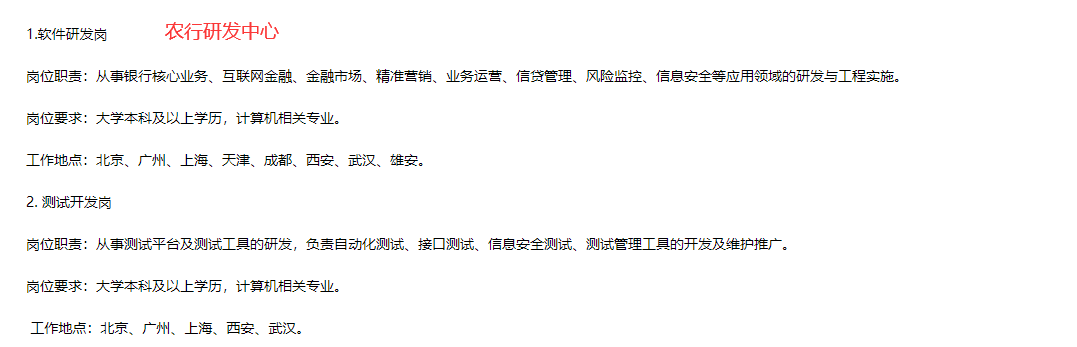 1.软件研发岗 农行研发中心
岗位职责：从事银行核心业务、互联网金融、金融市场、精准营销、业务运营、信贷管理、风险监控、信息安全等应用领域的研发与工程实施。
岗位要求：大学本科及以上学历，计算机相关专业。
工作地点：北京、广州、上海、天津、成都、西安、武汉、雄安。
2. 测试开发岗
岗位职责：从事测试平台及测试工具的研发，负责自动化测试、接口测试、信息安全测试、测试管理工具的开发及维护推广。
岗位要求：大学本科及以上学历，计算机相关专业。
工作地点：北京、广州、上海、西安、武汉。